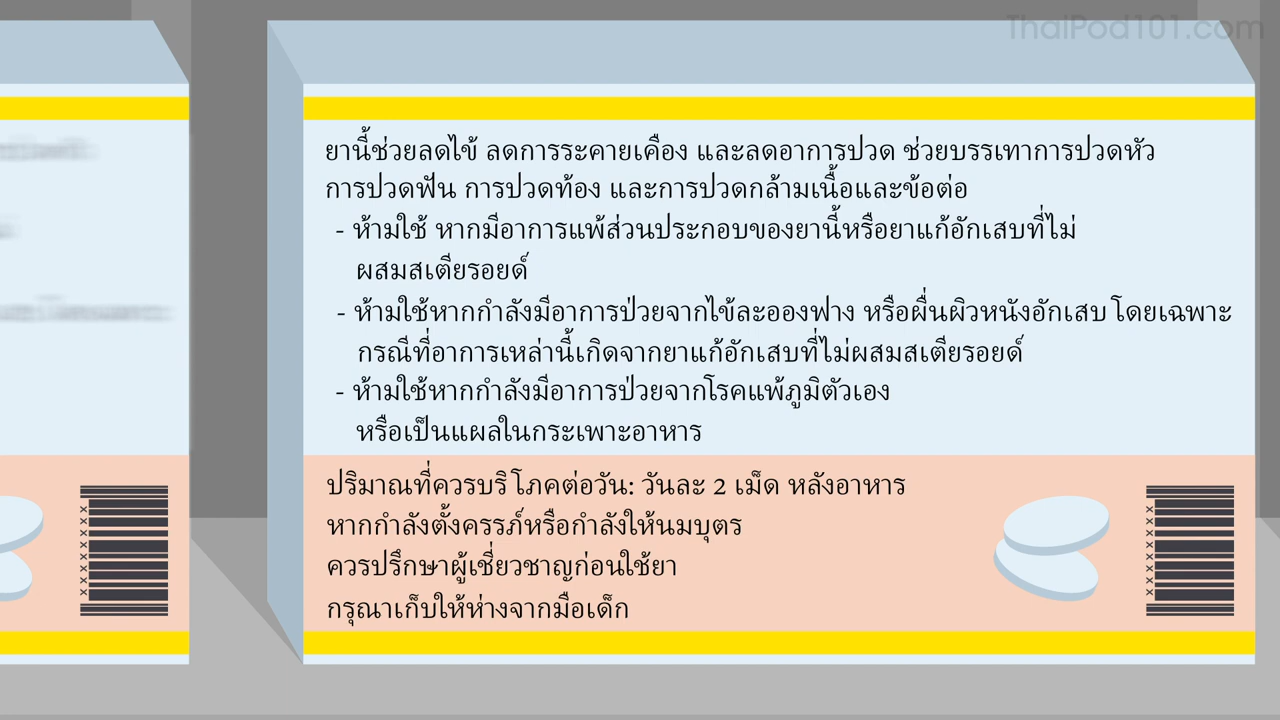 ThaiPod101.com
ยานี้ช่วยลดไข้ ลดการระคายเคือง และลดอาการปวด ช่วยบรรเทาการปวดหัว
การปวดฟัน การปวดท้อง และการปวดกล้ามเนื้อและข้อต่อ
- ห้ามใช้ หากมีอาการแพ้ส่วนประกอบของยานี้หรือยาแก้อักเสบที่ไม่
ผสมสเตียรอยด์
- ห้ามใช้หากกำลังมีอาการป่วยจากไข้ละอองฟาง หรือผื่นผิวหนังอักเสบ โดยเฉพาะ
กรณีที่อาการเหล่านี้เกิดจากยาแก้อักเสบที่ไม่ผสมสเตียรอยด์
- ห้ามใช้หากกำลังมีอาการป่วยจากโรคแพ้ภูมิตัวเอง
หรือเป็นแผลในกระเพาะอาหาร
ปริมาณที่ควรบริโภคต่อวัน: วันละ 2 เม็ด หลังอาหาร
หากกำลังตั้งครรภ์หรือกำลังให้นมบุตร
ควรปรึกษาผู้เชี่ยวชาญก่อนใช้ยา
กรุณาเก็บให้ห่างจากมือเด็ก